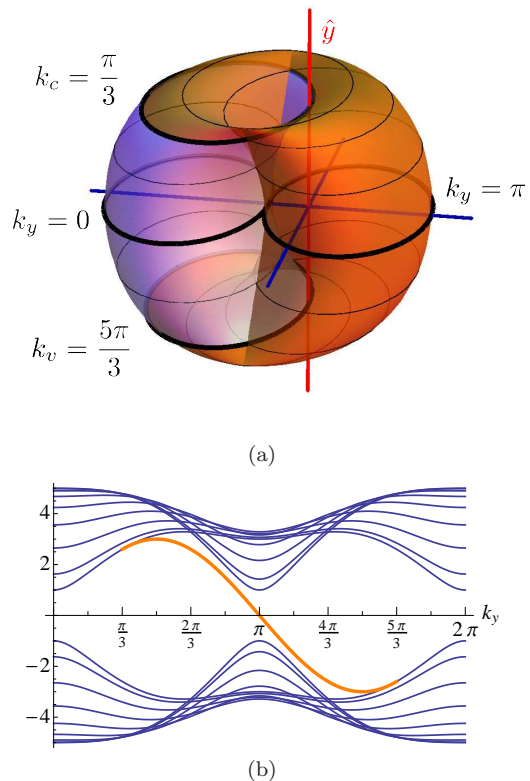 ŷ
k_c = π/3
k_y = π
k_y = 0
k_v = 5π/3
(a)
4
2
π/3 2π/3 π 4π/3 5π/3 2π k_y
−2
−4
(b)